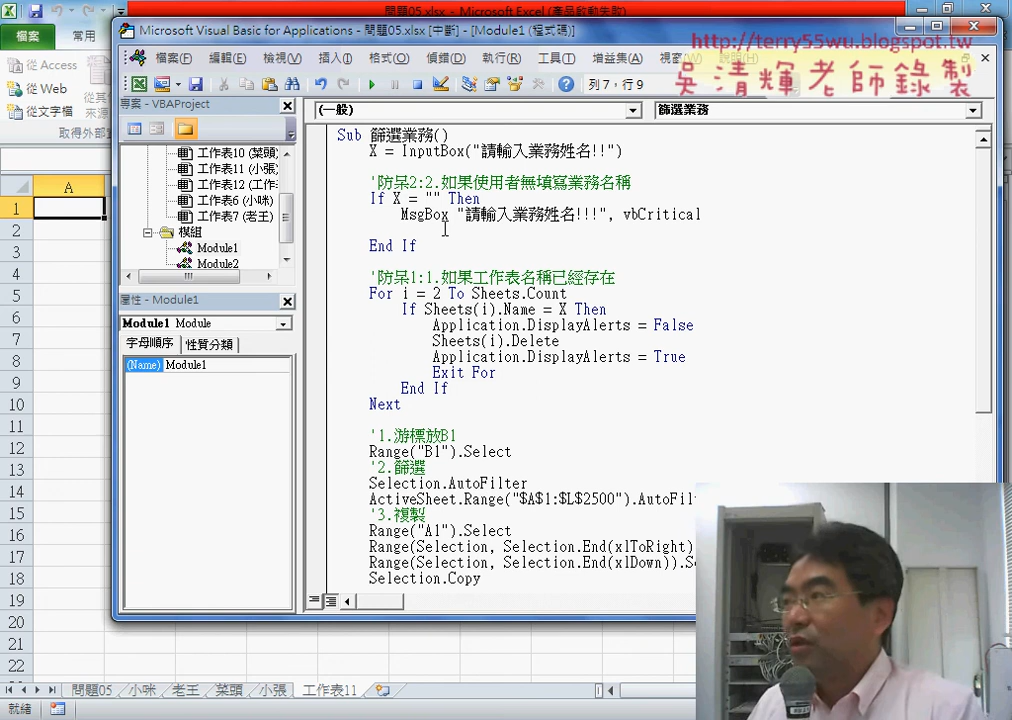 問題05.xlsx - Microsoft Excel (產品啟動失敗)
檔案
常用
從 Access
從 Web
從文字檔
從其
來源
取得外部
Microsoft Visual Basic for Applications - 問題05.xlsx [中斷] - [Module1 (程式碼)]
http://terry55wu.blogspot.tw
吳清輝老師錄製
檔案(F) 編輯(E) 檢視(V) 插入(I) 格式(O) 偵錯(D) 執行(R) 工具(T) 增益集(A) 視窗(W) 說明(H)
列 7，行 9
專案 - VBAProject
工作表10 (菜頭)
工作表11 (小張)
工作表12 (工作
工作表6 (小咪)
工作表7 (老王)
模組
Module1
Module2
屬性 - Module1
Module1 Module
字母順序 性質分類
(Name) Module1
(一般) 篩選業務
Sub 篩選業務()
X = InputBox("請輸入業務姓名!!")
'防呆2:2.如果使用者無填寫業務名稱
If X = "" Then
MsgBox "請輸入業務姓名!!!", vbCritical
End If
'防呆1:1.如果工作表名稱已經存在
For i = 2 To Sheets.Count
If Sheets(i).Name = X Then
Application.DisplayAlerts = False
Sheets(i).Delete
Application.DisplayAlerts = True
Exit For
End If
Next
'1.游標放B1
Range("B1").Select
'2.篩選
Selection.AutoFilter
ActiveSheet.Range("$A$1:$L$2500").AutoFil
'3.複製
Range("A1").Select
Range(Selection, Selection.End(xlToRight)
Range(Selection, Selection.End(xlDown)).S
Selection.Copy
A
1
2
3
4
5
6
7
8
9
10
11
12
13
14
15
16
17
18
19
20
21
22
問題05 小咪 老王 菜頭 小張 工作表11
就緒